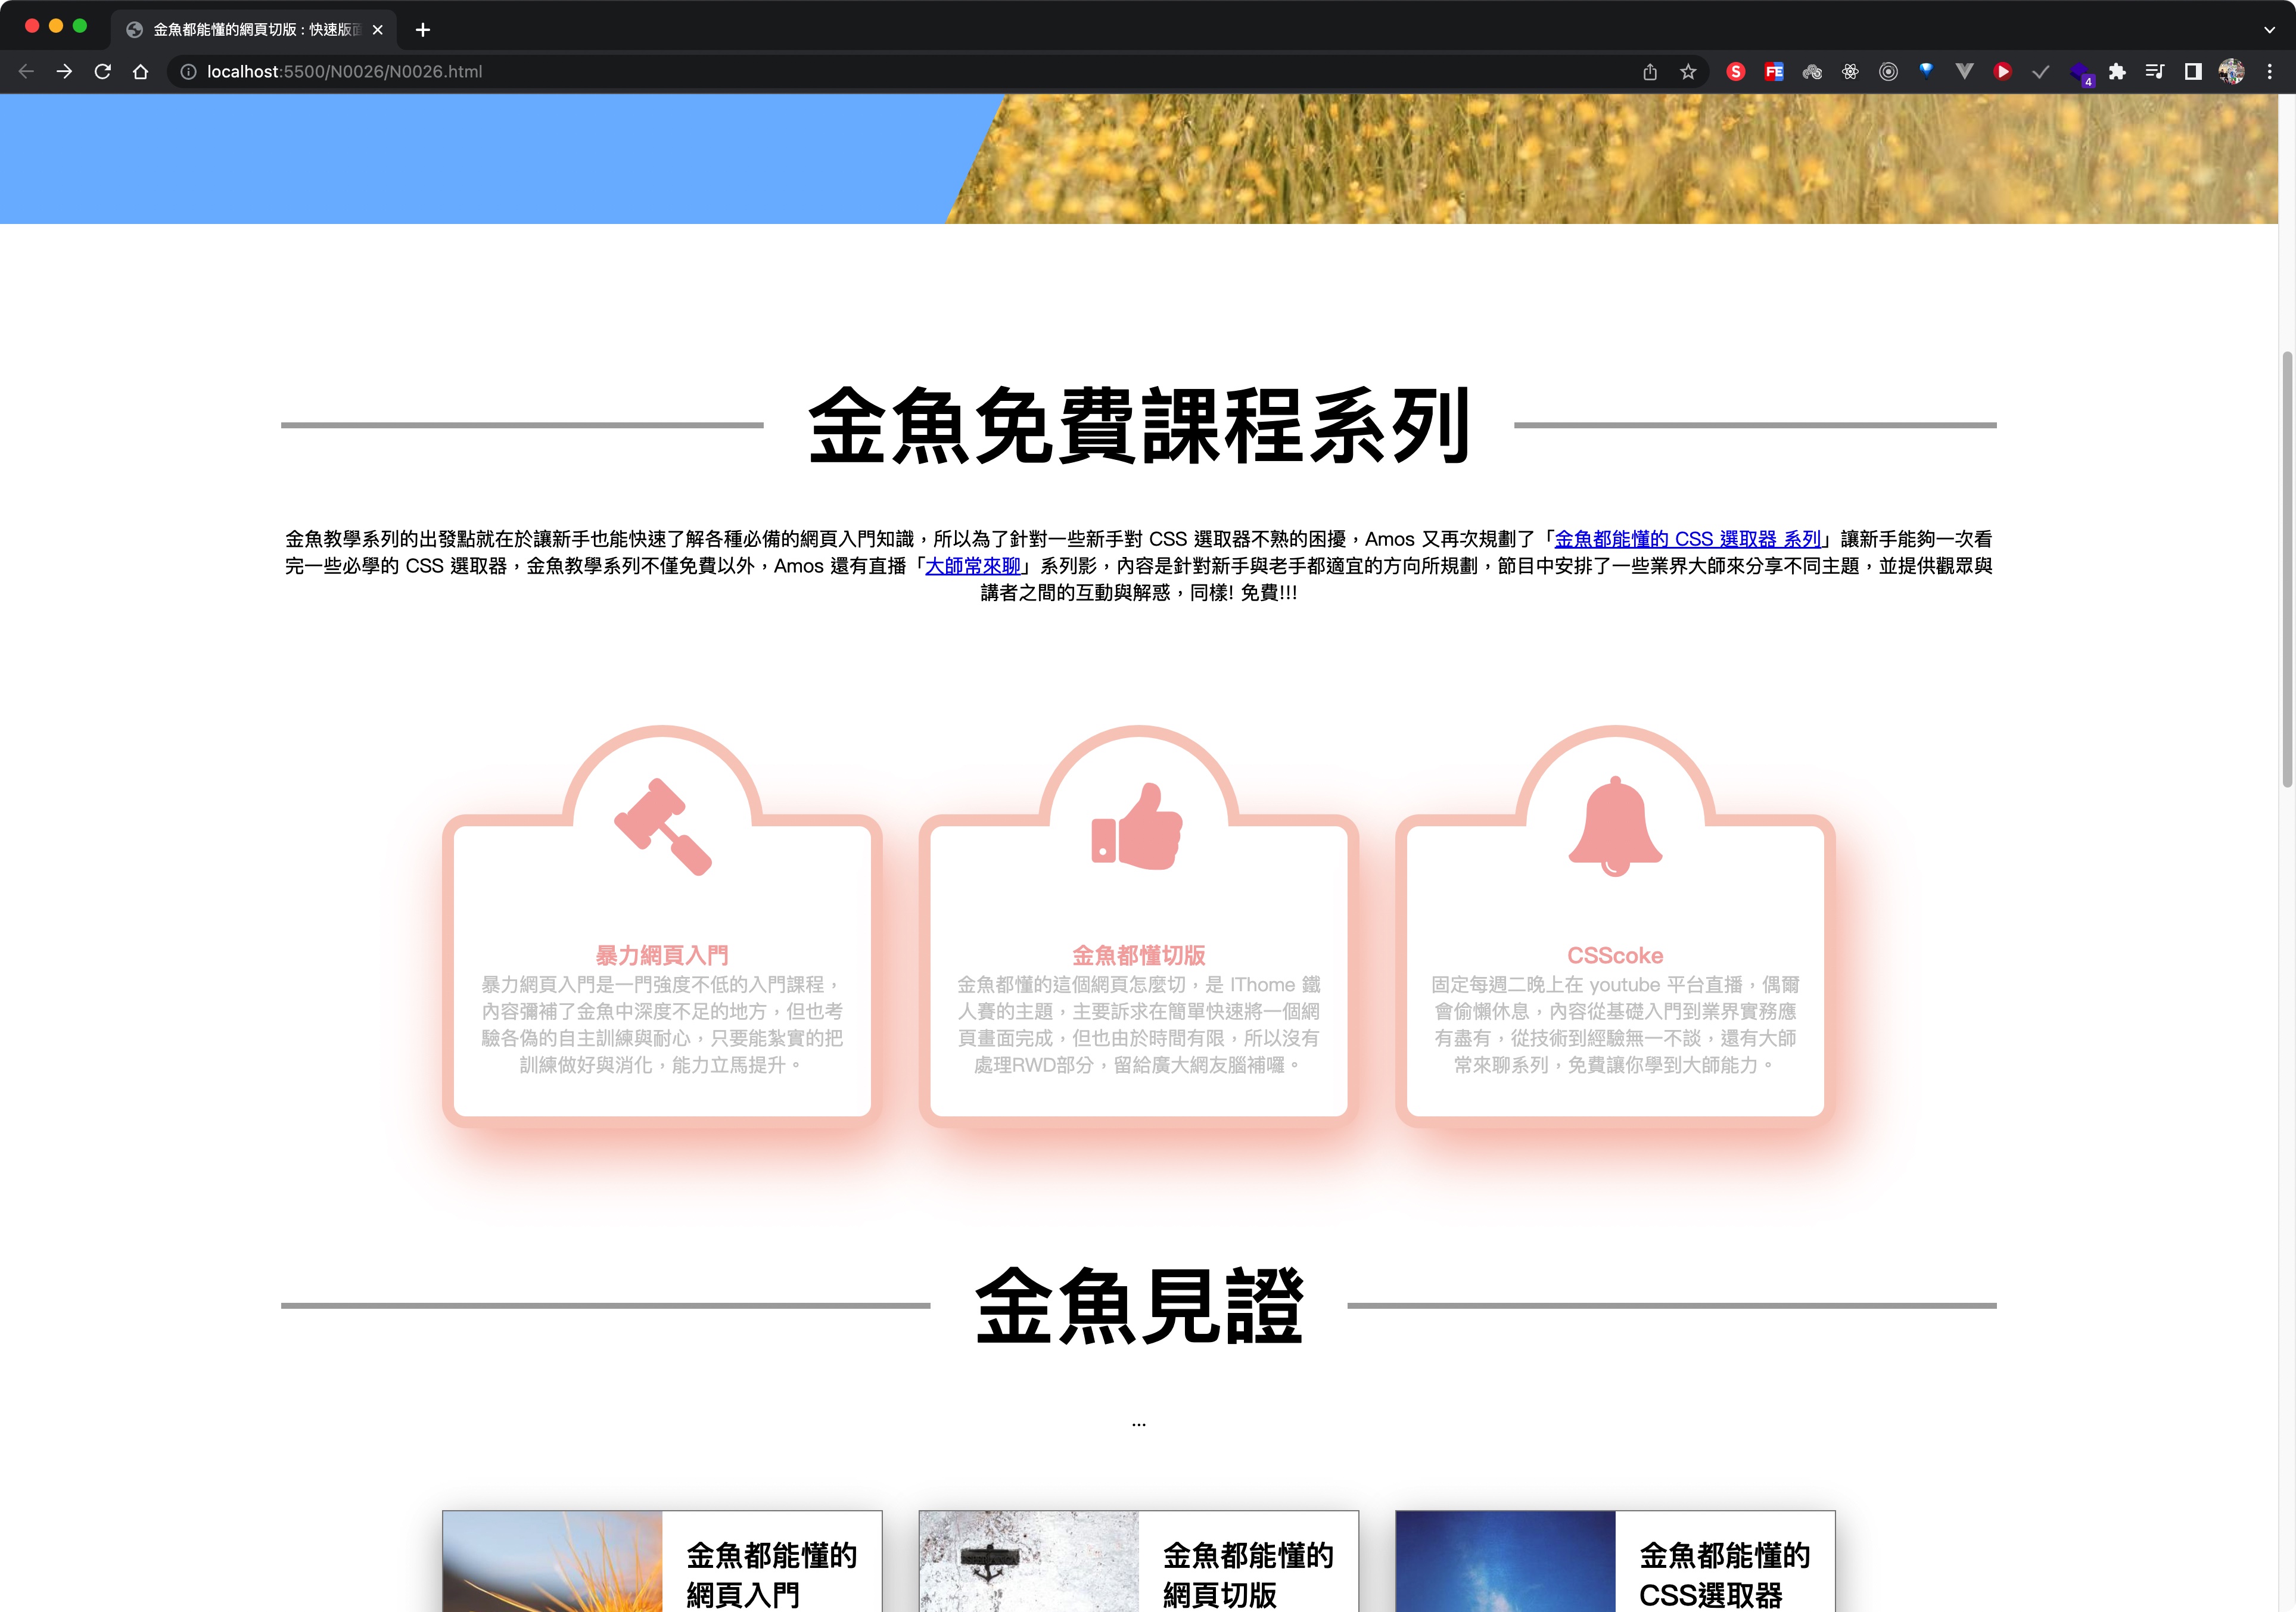 金魚都能懂的網頁切版 : 快速版面
localhost:5500/N0026/N0026.html
S
FE
4
金魚免費課程系列
金魚教學系列的出發點就在於讓新手也能快速了解各種必備的網頁入門知識，所以為了針對一些新手對 CSS 選取器不熟的困擾，Amos 又再次規劃了「金魚都能懂的 CSS 選取器 系列」讓新手能夠一次看
完一些必學的 CSS 選取器，金魚教學系列不僅免費以外，Amos 還有直播「大師常來聊」系列影，內容是針對新手與老手都適宜的方向所規劃，節目中安排了一些業界大師來分享不同主題，並提供觀眾與
講者之間的互動與解惑，同樣! 免費!!!
暴力網頁入門
暴力網頁入門是一門強度不低的入門課程，
內容彌補了金魚中深度不足的地方，但也考
驗各偽的自主訓練與耐心，只要能紮實的把
訓練做好與消化，能力立馬提升。
金魚都懂切版
金魚都懂的這個網頁怎麼切，是 IThome 鐵
人賽的主題，主要訴求在簡單快速將一個網
頁畫面完成，但也由於時間有限，所以沒有
處理RWD部分，留給廣大網友腦補囉。
CSScoke
固定每週二晚上在 youtube 平台直播，偶爾
會偷懶休息，內容從基礎入門到業界實務應
有盡有，從技術到經驗無一不談，還有大師
常來聊系列，免費讓你學到大師能力。
金魚見證
...
金魚都能懂的
網頁入門
金魚都能懂的
網頁切版
金魚都能懂的
CSS選取器